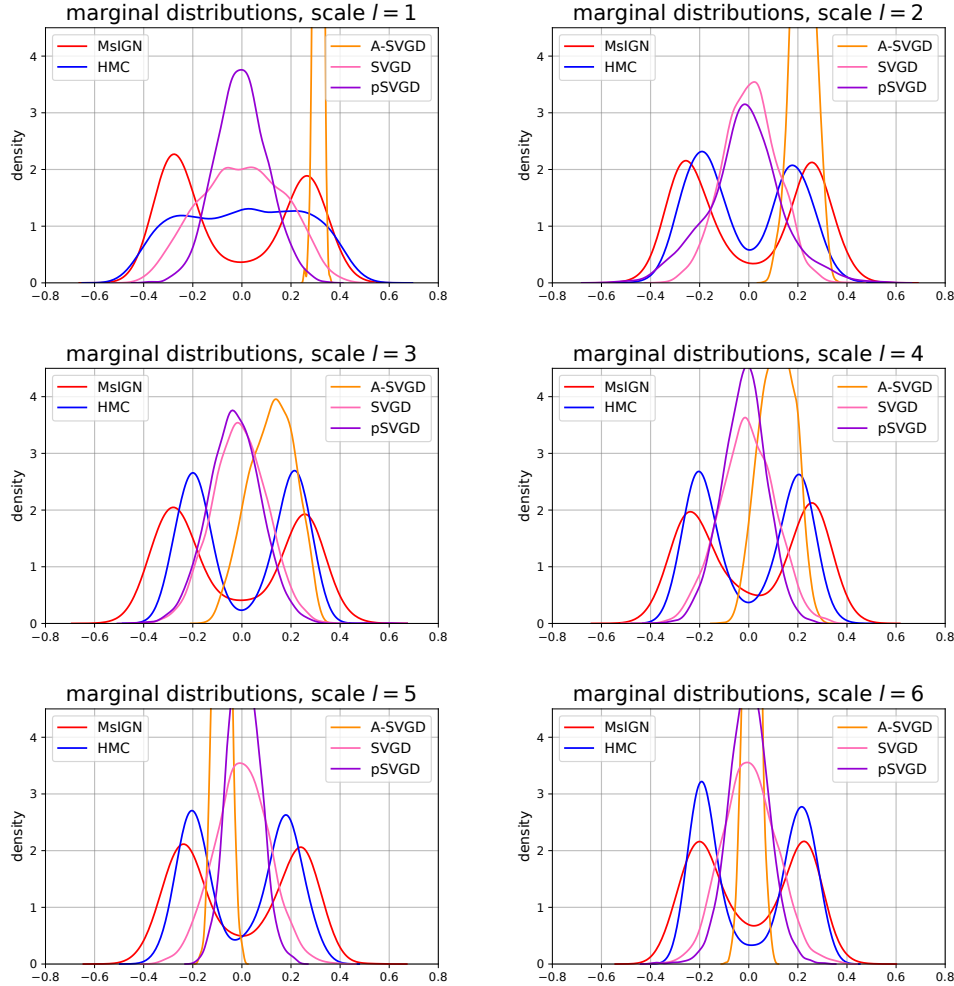 marginal distributions, scale l = 1
MsIGN
HMC
A-SVGD
SVGD
pSVGD
density
4
3
2
1
0
−0.8 −0.6 −0.4 −0.2 0.0 0.2 0.4 0.6 0.8
marginal distributions, scale l = 2
MsIGN
HMC
A-SVGD
SVGD
pSVGD
density
4
3
2
1
0
−0.8 −0.6 −0.4 −0.2 0.0 0.2 0.4 0.6 0.8
marginal distributions, scale l = 3
MsIGN
HMC
A-SVGD
SVGD
pSVGD
density
4
3
2
1
0
−0.8 −0.6 −0.4 −0.2 0.0 0.2 0.4 0.6 0.8
marginal distributions, scale l = 4
MsIGN
HMC
A-SVGD
SVGD
pSVGD
density
4
3
2
1
0
−0.8 −0.6 −0.4 −0.2 0.0 0.2 0.4 0.6 0.8
marginal distributions, scale l = 5
MsIGN
HMC
A-SVGD
SVGD
pSVGD
density
4
3
2
1
0
−0.8 −0.6 −0.4 −0.2 0.0 0.2 0.4 0.6 0.8
marginal distributions, scale l = 6
MsIGN
HMC
A-SVGD
SVGD
pSVGD
density
4
3
2
1
0
−0.8 −0.6 −0.4 −0.2 0.0 0.2 0.4 0.6 0.8